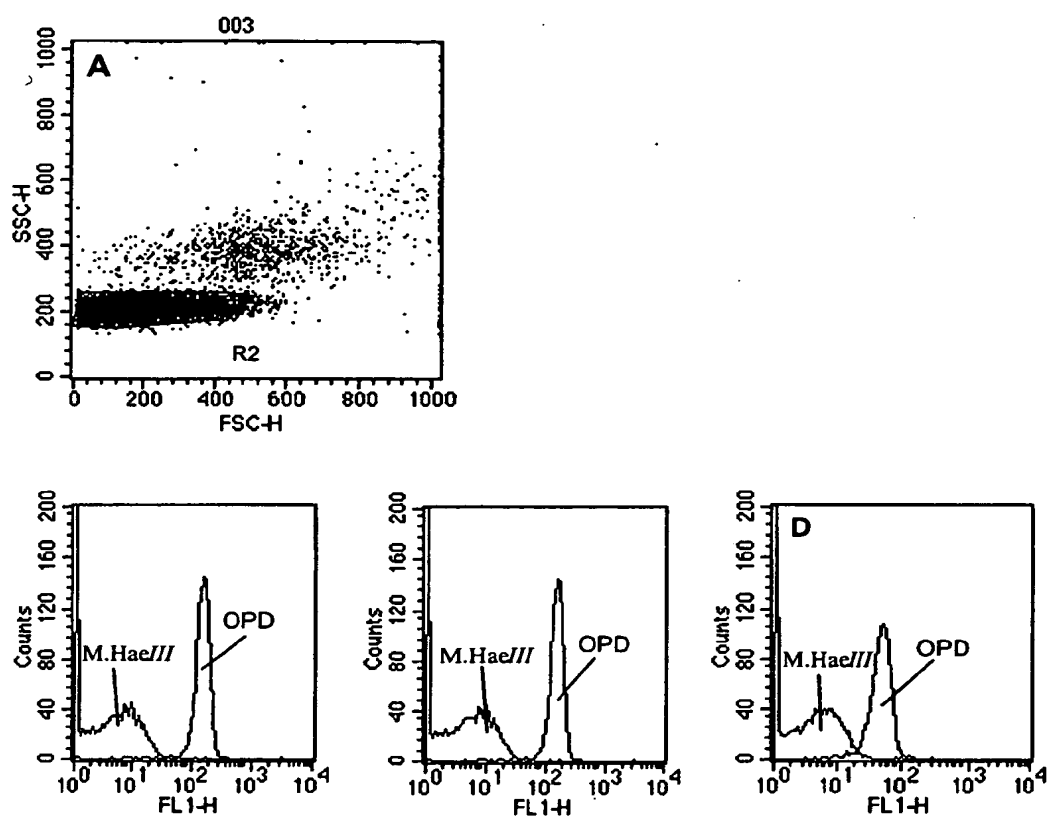 003
A
1000
800
600
400
200
0
SSC-H
R2
0 200 400 600 800 1000
FSC-H
200
160
120
80
40
0
Counts
M.HaeIII
OPD
10⁰ 10¹ 10² 10³ 10⁴
FL1-H
200
160
120
80
40
0
Counts
M.HaeIII
OPD
10⁰ 10¹ 10² 10³ 10⁴
FL1-H
D
200
160
120
80
40
0
Counts
M.HaeIII
OPD
10⁰ 10¹ 10² 10³ 10⁴
FL1-H